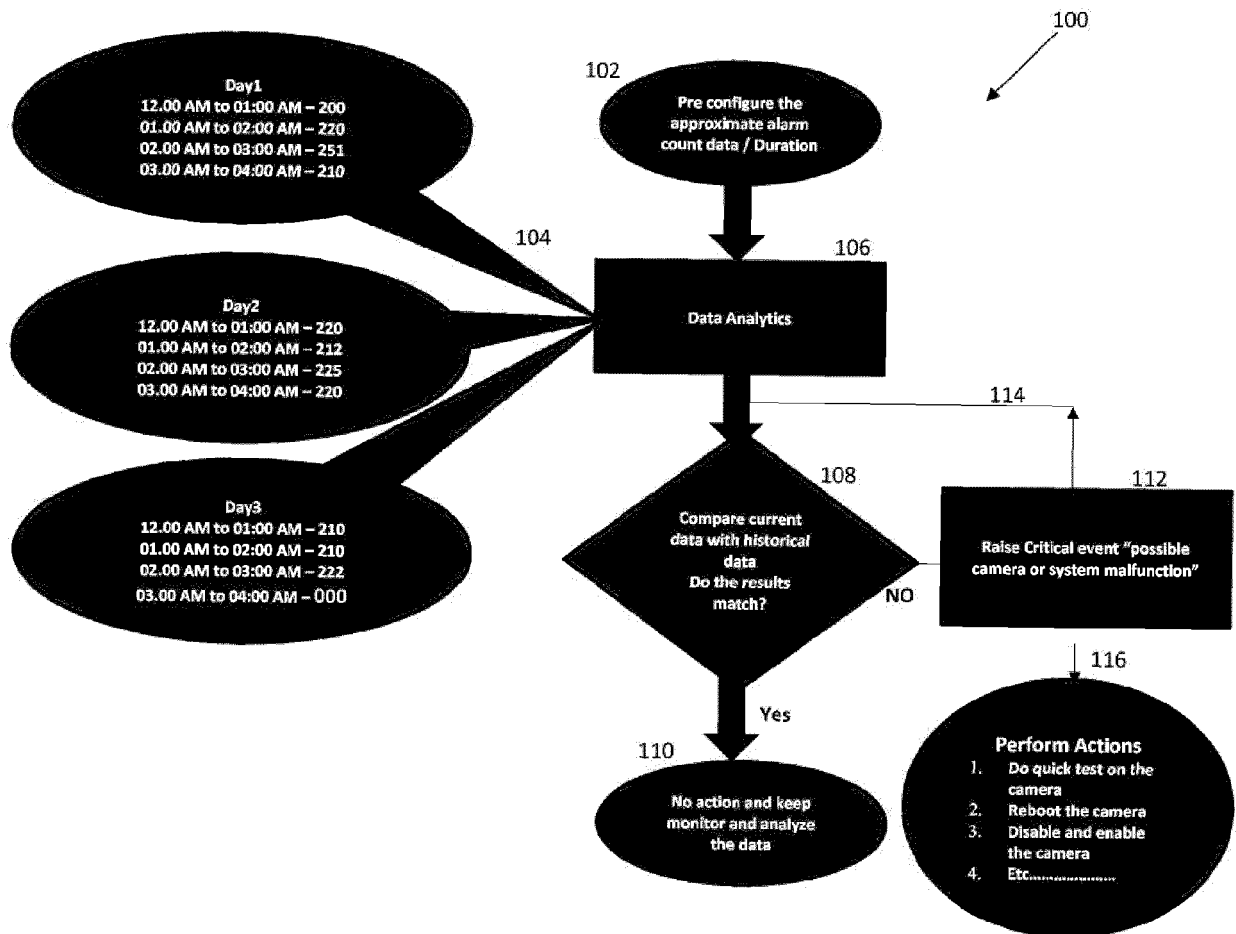 100
Day1
12.00 AM to 01:00 AM – 200
01.00 AM to 02:00 AM – 220
02.00 AM to 03:00 AM – 251
03.00 AM to 04:00 AM – 210
102
Pre configure the
approximate alarm
count data / Duration
104
106
Data Analytics
Day2
12.00 AM to 01:00 AM – 220
01.00 AM to 02:00 AM – 212
02.00 AM to 03:00 AM – 225
03.00 AM to 04:00 AM – 220
114
108
Compare current
data with historical
data
Do the results
match?
NO
112
Raise Critical event "possible
camera or system malfunction"
Day3
12.00 AM to 01:00 AM – 210
01.00 AM to 02:00 AM – 210
02.00 AM to 03:00 AM – 222
03.00 AM to 04:00 AM – 000
Yes
110
No action and keep
monitor and analyze
the data
116
Perform Actions
1. Do quick test on the
camera
2. Reboot the camera
3. Disable and enable
the camera
4. Etc...................